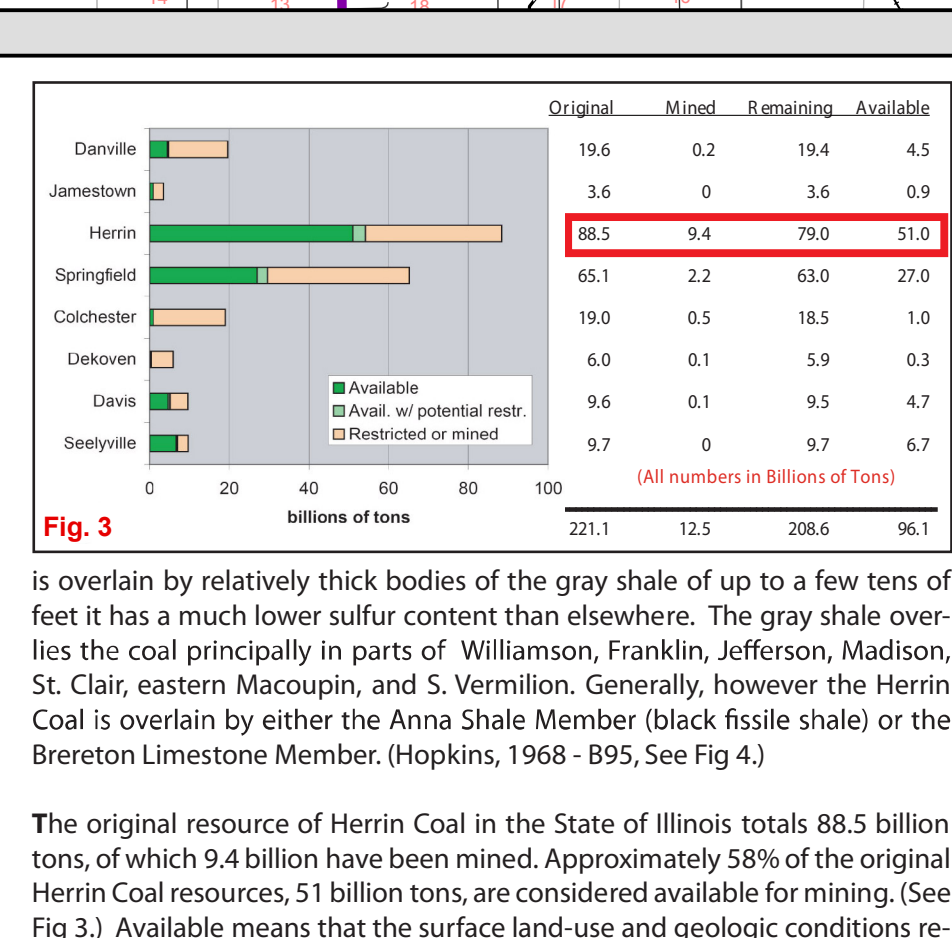 Original Mined Remaining Available
Danville 19.6 0.2 19.4 4.5
Jamestown 3.6 0 3.6 0.9
Herrin 88.5 9.4 79.0 51.0
Springfield 65.1 2.2 63.0 27.0
Colchester 19.0 0.5 18.5 1.0
Dekoven 6.0 0.1 5.9 0.3
Available
Davis 9.6 0.1 9.5 4.7
Avail. w/ potential restr.
Restricted or mined
Seelyville 9.7 0 9.7 6.7
(All numbers in Billions of Tons)
0 20 40 60 80 100
billions of tons
Fig. 3 221.1 12.5 208.6 96.1
is overlain by relatively thick bodies of the gray shale of up to a few tens of
feet it has a much lower sulfur content than elsewhere. The gray shale over-
lies the coal principally in parts of Williamson, Franklin, Jefferson, Madison,
St. Clair, eastern Macoupin, and S. Vermilion. Generally, however the Herrin
Coal is overlain by either the Anna Shale Member (black fissile shale) or the
Brereton Limestone Member. (Hopkins, 1968 - B95, See Fig 4.)
The original resource of Herrin Coal in the State of Illinois totals 88.5 billion
tons, of which 9.4 billion have been mined. Approximately 58% of the original
Herrin Coal resources, 51 billion tons, are considered available for mining. (See
Fig 3.) Available means that the surface land-use and geologic conditions re-